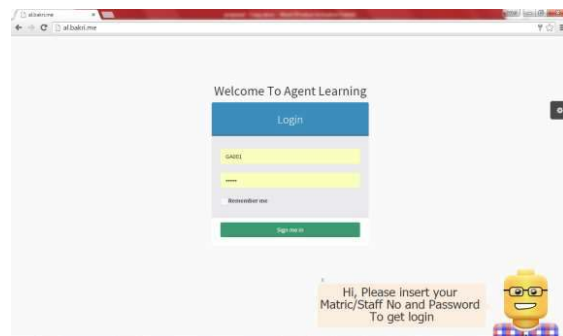 al.bakri.me
al.bakri.me
Welcome To Agent Learning
Login
Remember me
Sign me in
Hi, Please insert your
Matric/Staff No and Password
To get login